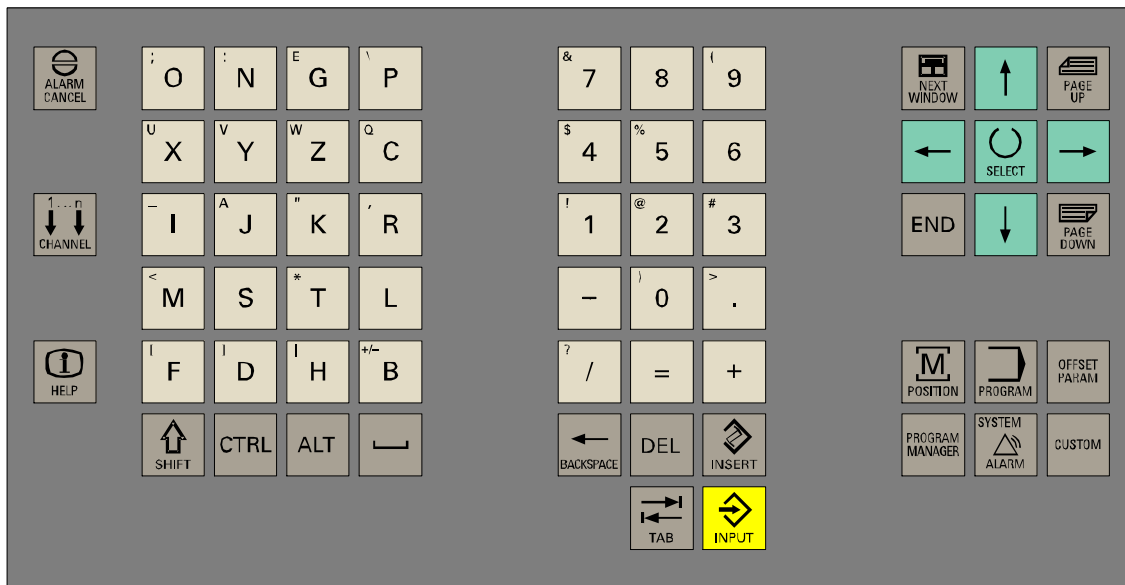 ALARM
CANCEL
; O
: N
E G
\ P
& 7
8
( 9
NEXT
WINDOW
PAGE
UP
U X
V Y
W Z
Q C
$ 4
% 5
6
SELECT
1...n
CHANNEL
_ I
A J
" K
, R
! 1
@ 2
# 3
END
PAGE
DOWN
< M
S
* T
L
-
) 0
> .
HELP
[ F
] D
| H
+/- B
? /
=
+
M
POSITION
PROGRAM
OFFSET
PARAM
SHIFT
CTRL
ALT
BACKSPACE
DEL
INSERT
PROGRAM
MANAGER
SYSTEM
ALARM
CUSTOM
TAB
INPUT